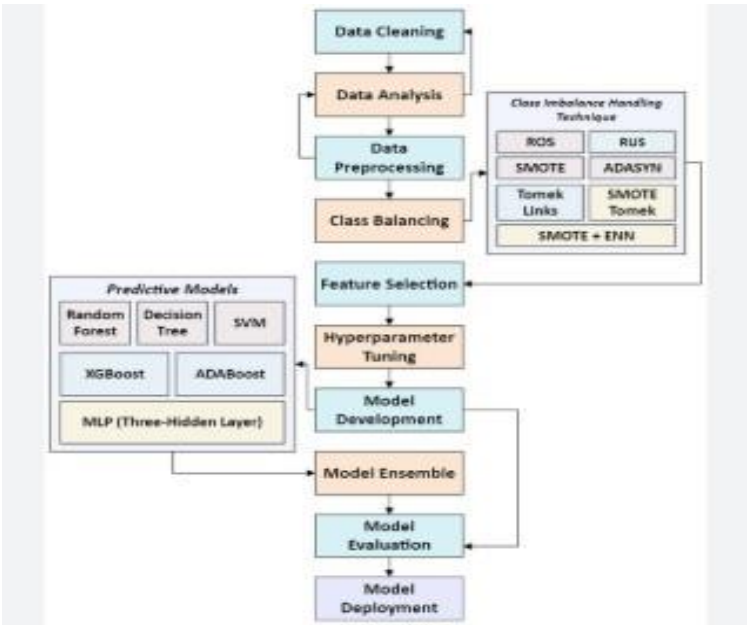 Data Cleaning
Data Analysis
Data
Preprocessing
Class Balancing
Class Imbalance Handling
Technique
ROS
RUS
SMOTE
ADASYN
Tomek
Links
SMOTE
Tomek
SMOTE + ENN
Feature Selection
Hyperparameter
Tuning
Model
Development
Predictive Models
Random
Forest
Decision
Tree
SVM
XGBoost
ADABoost
MLP (Three-Hidden Layer)
Model Ensemble
Model
Evaluation
Model
Deployment